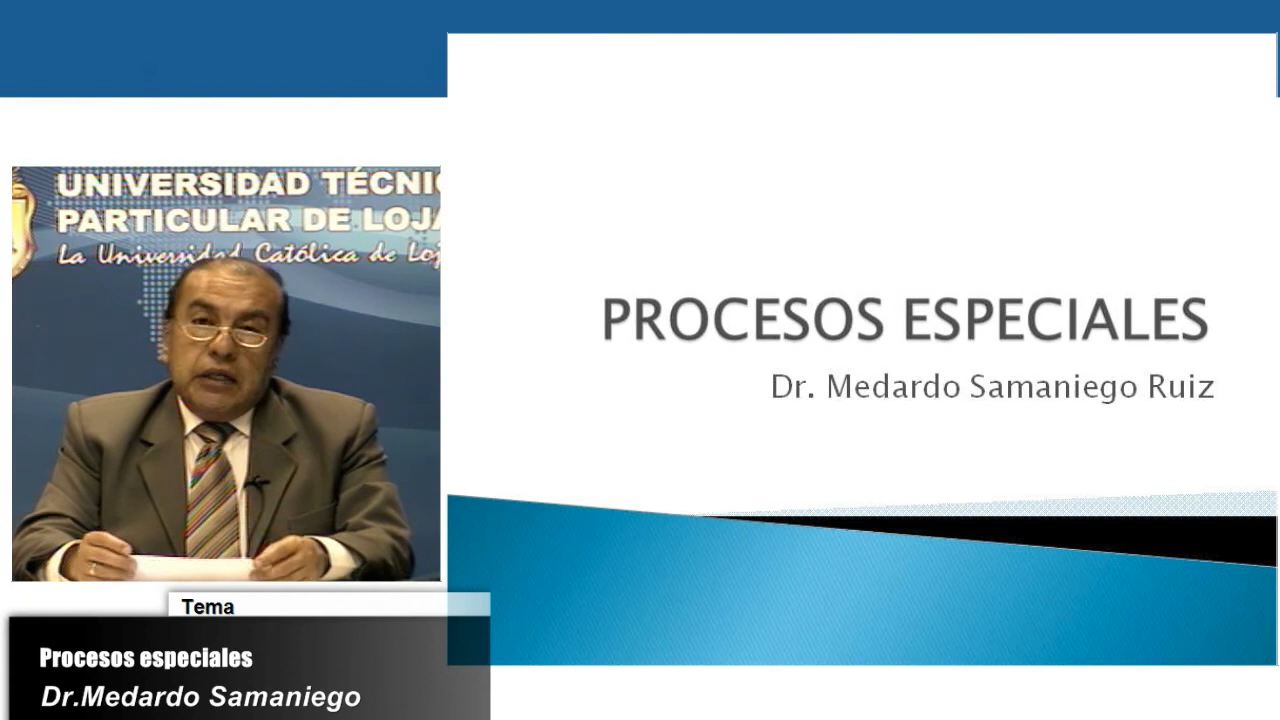 UNIVERSIDAD TÉCNI
PARTICULAR DE LOJA
La Universidad Católica de Loj
PROCESOS ESPECIALES
Dr. Medardo Samaniego Ruiz
Tema
Procesos especiales
Dr.Medardo Samaniego